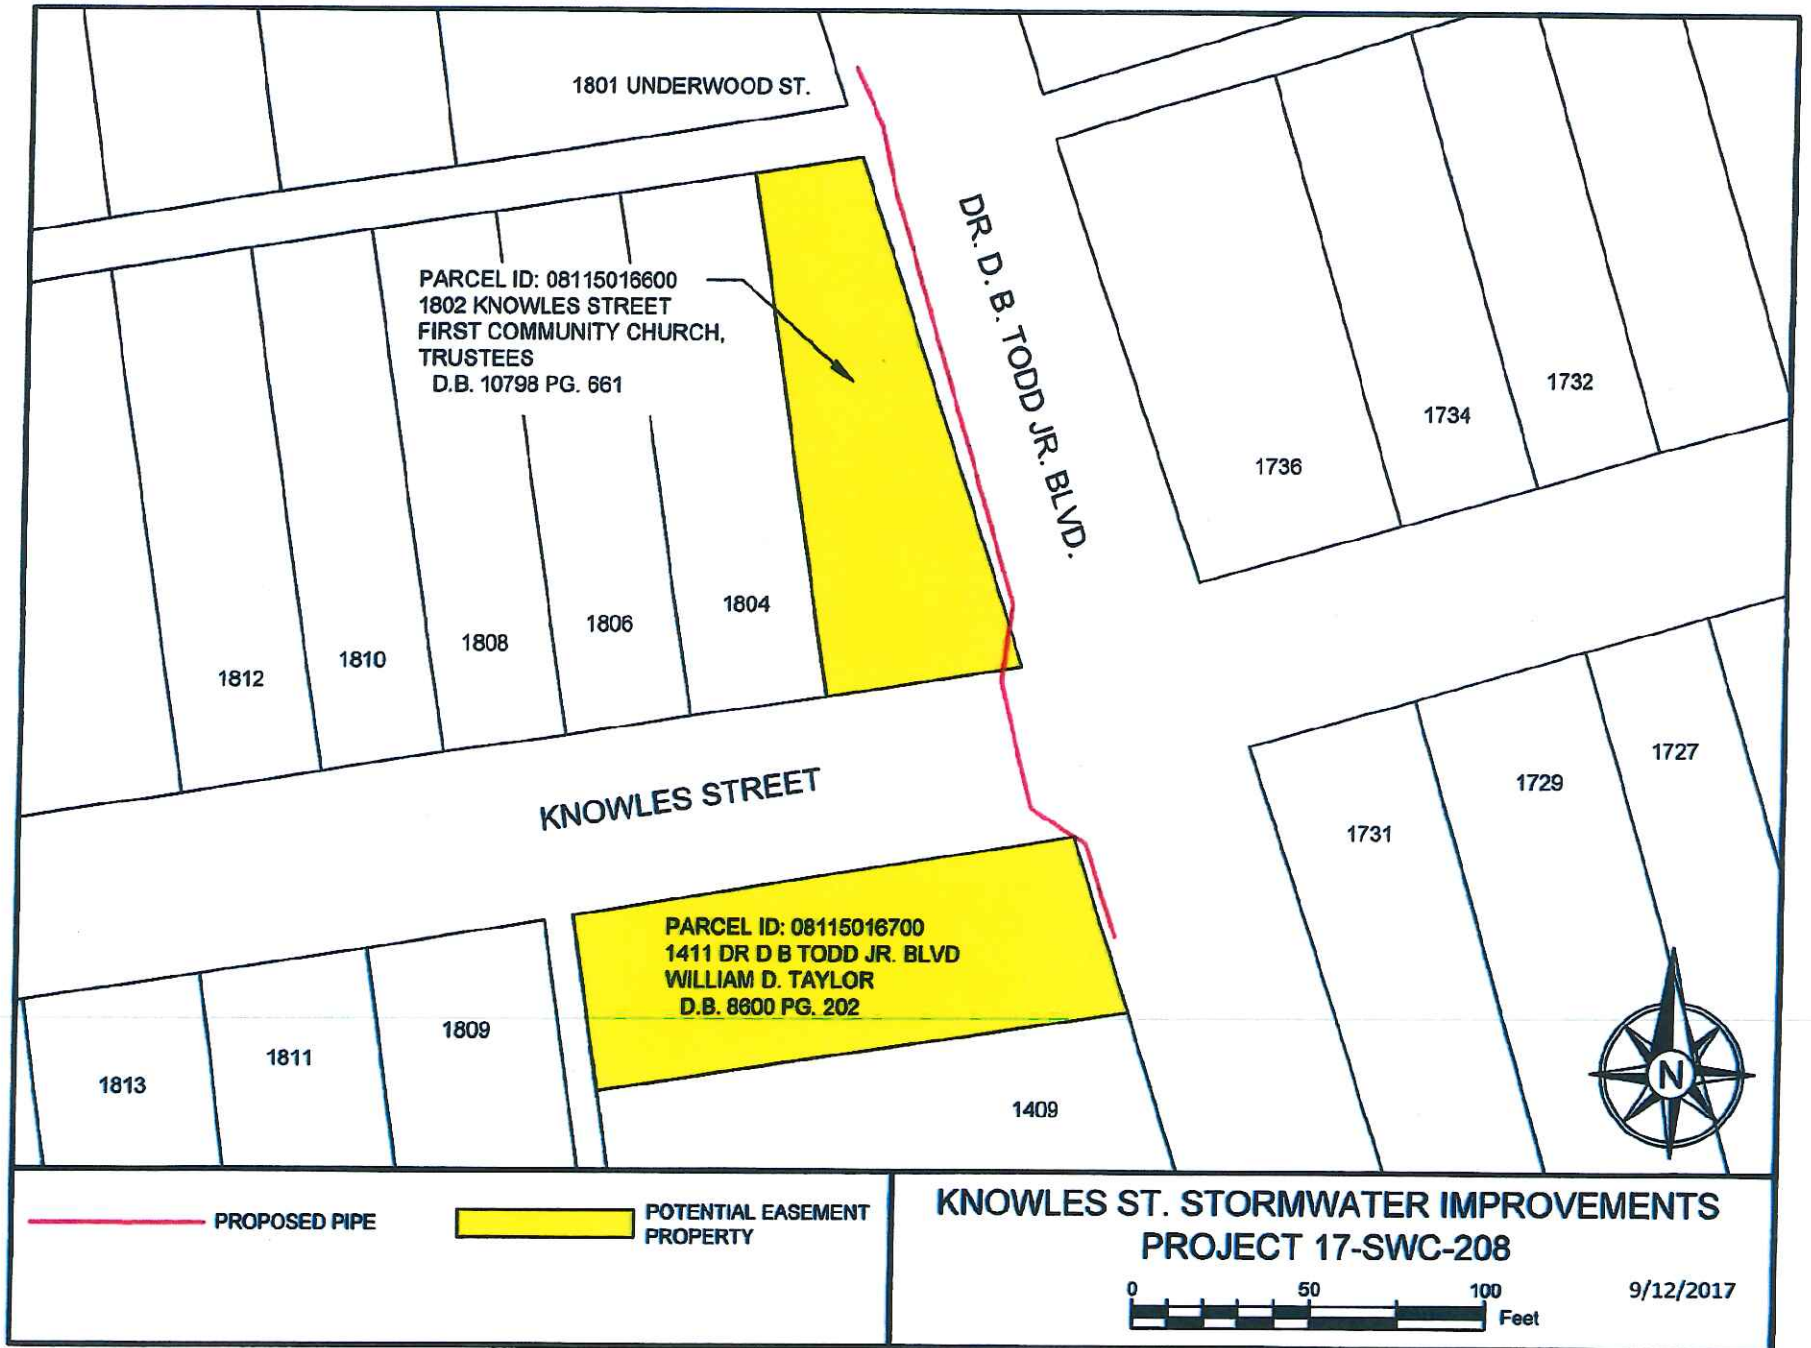 1801 UNDERWOOD ST.
DR. D. B. TODD JR. BLVD.
PARCEL ID: 08115016600
1802 KNOWLES STREET
FIRST COMMUNITY CHURCH,
TRUSTEES
D.B. 10798 PG. 661
1732
1734
1736
1804
1806
1808
1810
1812
KNOWLES STREET
1727
1729
1731
PARCEL ID: 08115016700
1411 DR D B TODD JR. BLVD
WILLIAM D. TAYLOR
D.B. 8600 PG. 202
1809
1811
1813
1409
N
PROPOSED PIPE
POTENTIAL EASEMENT
PROPERTY
KNOWLES ST. STORMWATER IMPROVEMENTS
PROJECT 17-SWC-208
0 50 100
Feet
9/12/2017